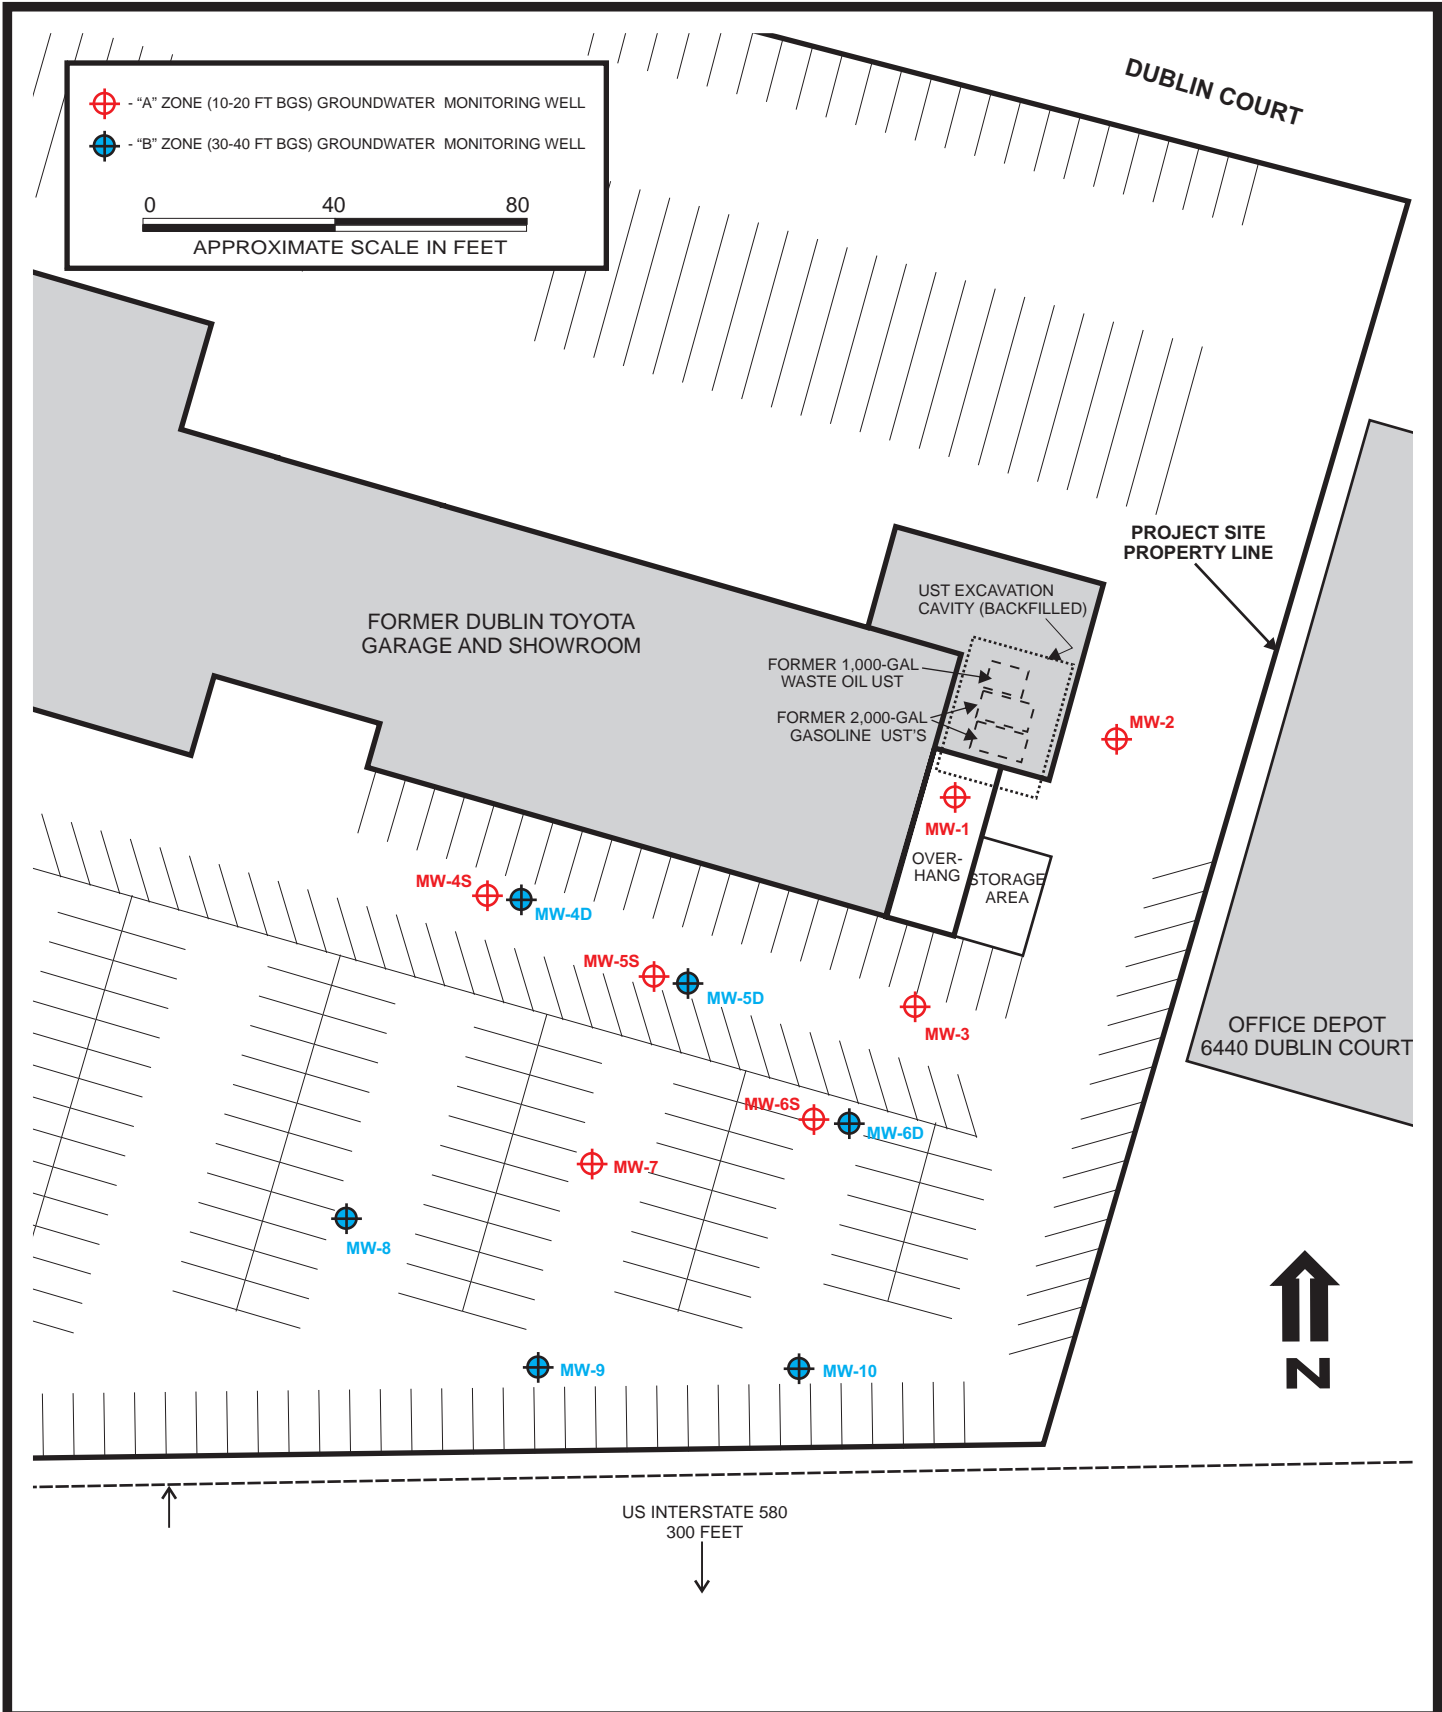 DUBLIN COURT
- “A” ZONE (10-20 FT BGS) GROUNDWATER MONITORING WELL
- “B” ZONE (30-40 FT BGS) GROUNDWATER MONITORING WELL
0 40 80
APPROXIMATE SCALE IN FEET
PROJECT SITE
PROPERTY LINE
UST EXCAVATION
CAVITY (BACKFILLED)
FORMER DUBLIN TOYOTA
GARAGE AND SHOWROOM
FORMER 1,000-GAL
WASTE OIL UST
FORMER 2,000-GAL
GASOLINE UST'S
MW-2
MW-1
OVER-
HANG
STORAGE
AREA
MW-4S
MW-4D
MW-5S
MW-5D
MW-3
OFFICE DEPOT
6440 DUBLIN COURT
MW-6S
MW-6D
MW-7
MW-8
MW-9
MW-10
N
US INTERSTATE 580
300 FEET